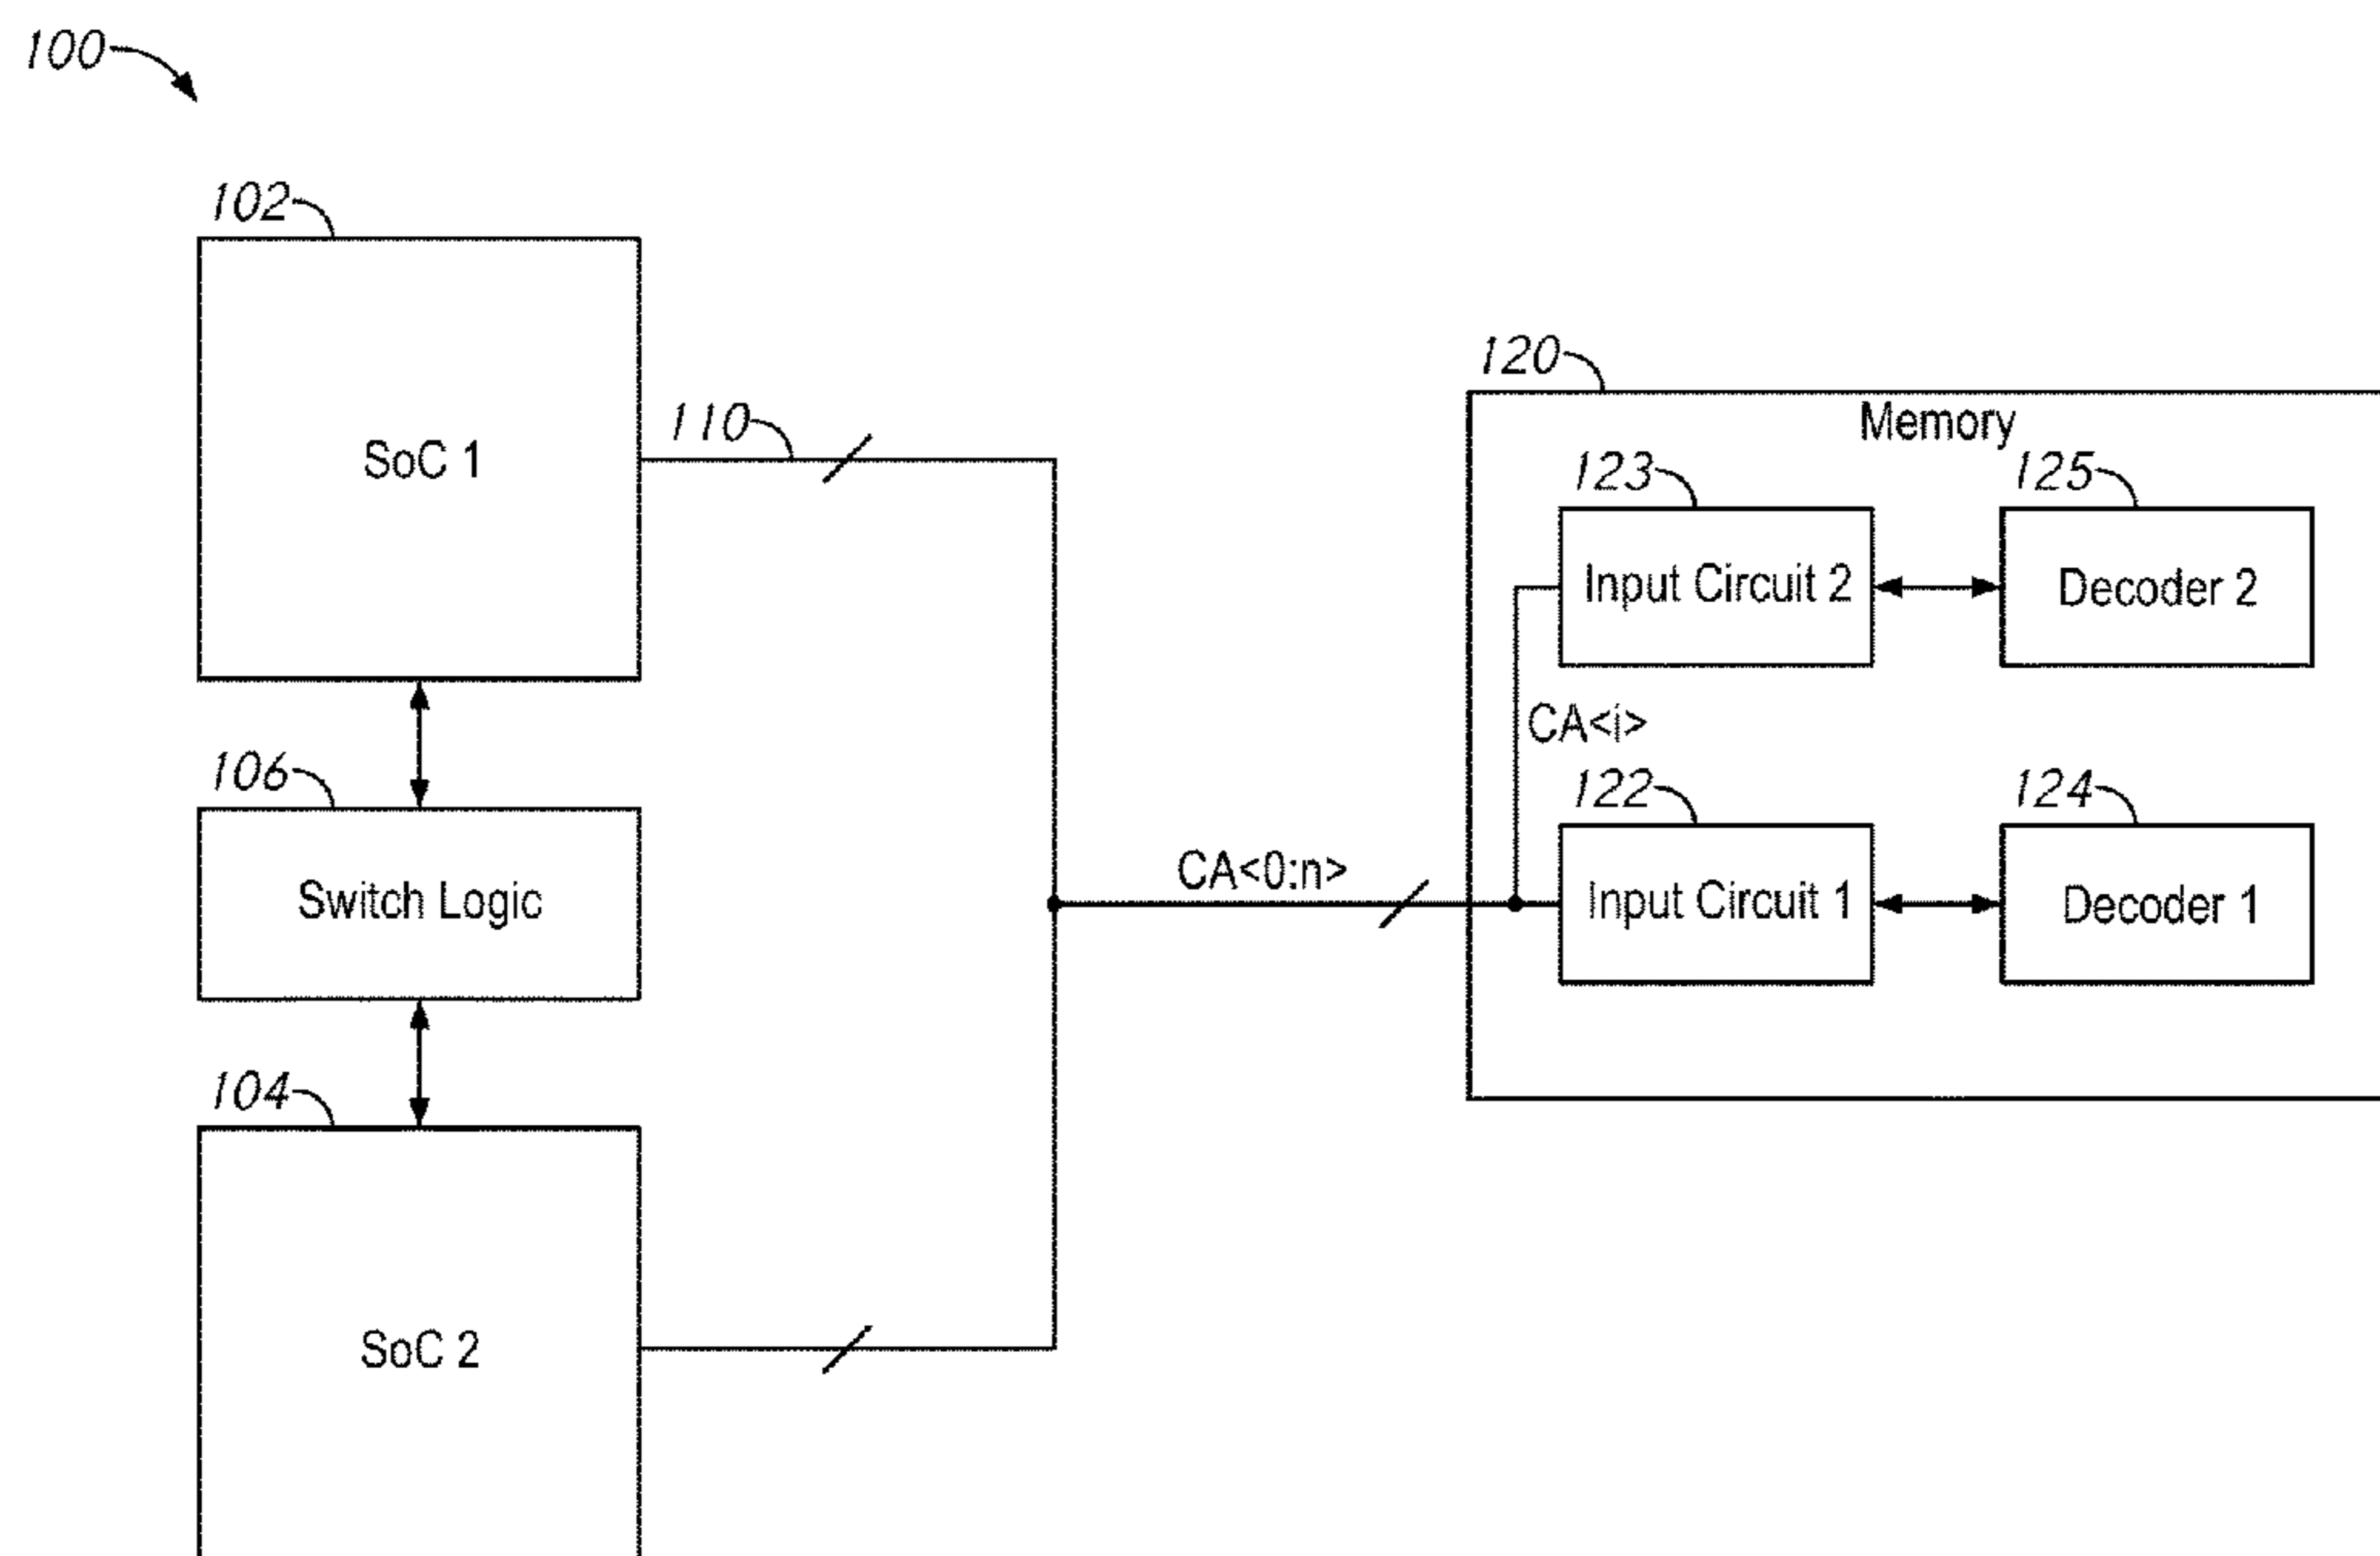 100
102
SoC 1
110
120
Memory
123
125
Input Circuit 2
Decoder 2
CA<i>
106
122
124
Switch Logic
CA<0:n>
Input Circuit 1
Decoder 1
104
SoC 2